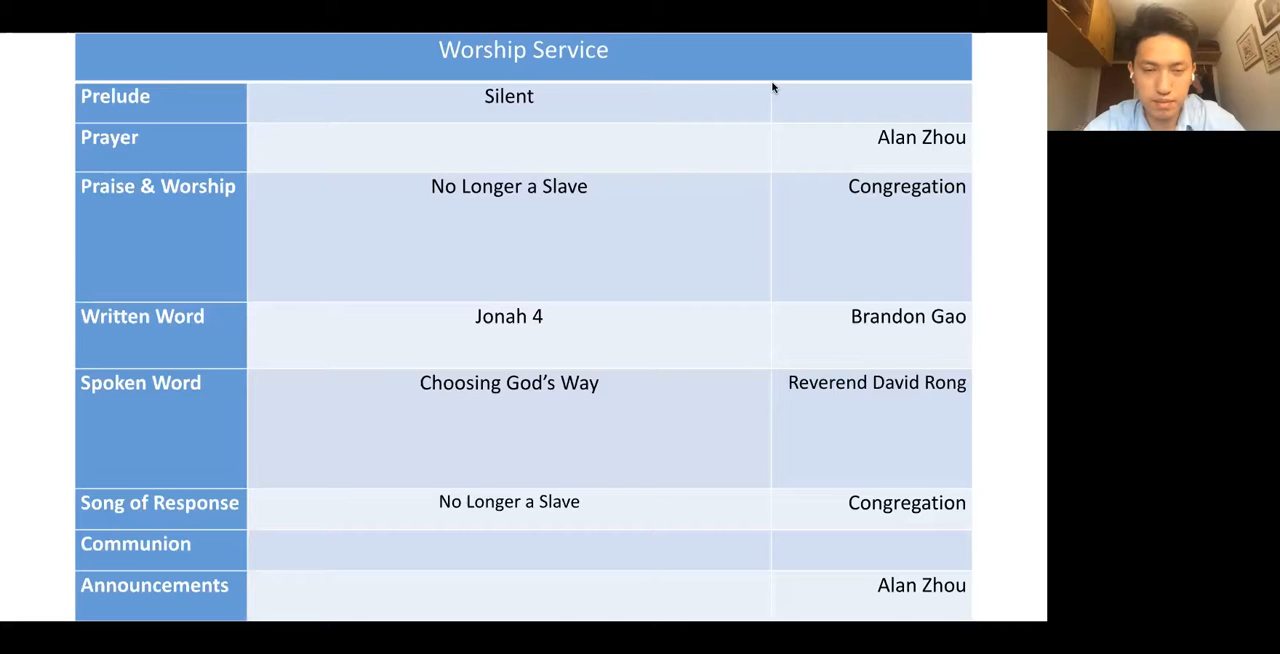 Worship Service
Prelude Silent
Prayer Alan Zhou
Praise & Worship No Longer a Slave Congregation
Written Word Jonah 4 Brandon Gao
Spoken Word Choosing God's Way Reverend David Rong
Song of Response No Longer a Slave Congregation
Communion
Announcements Alan Zhou